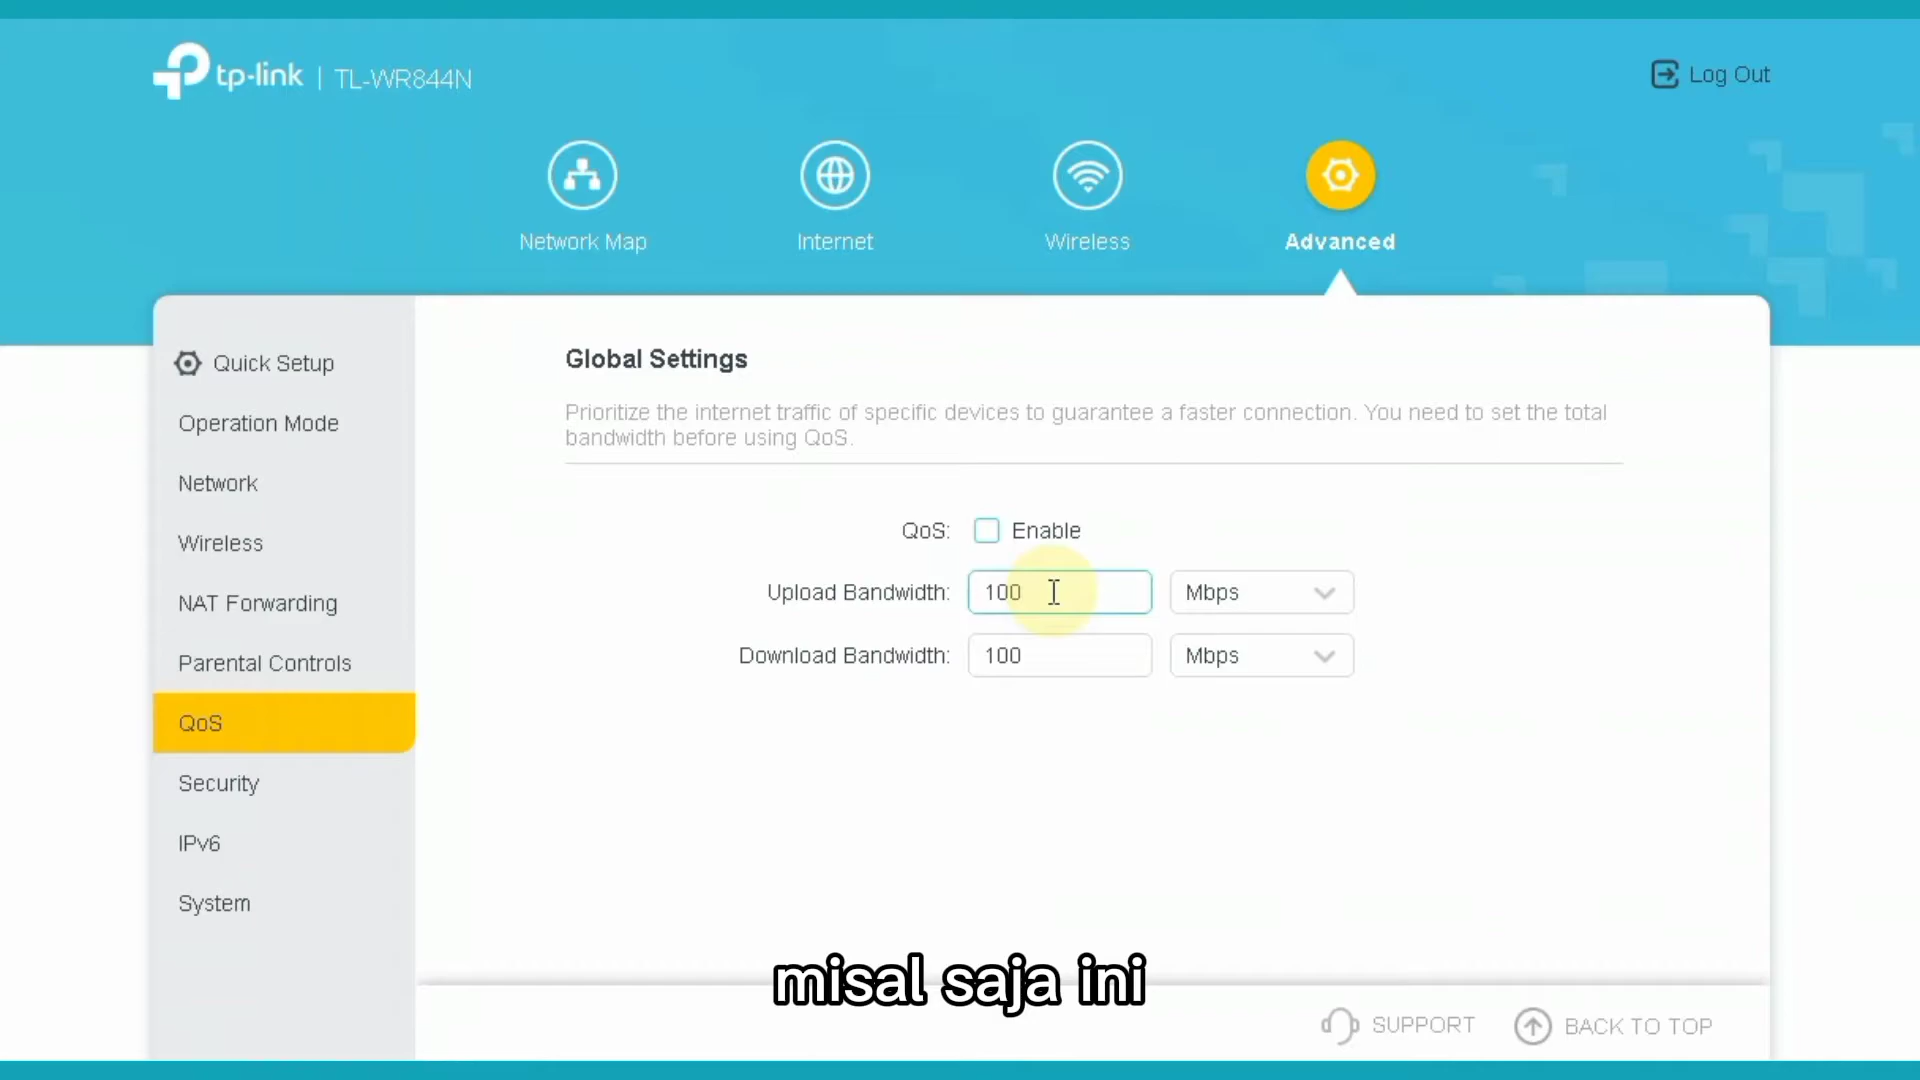 tp-link | TL-WR844N
Log Out
Network Map
Internet
Wireless
Advanced
Quick Setup
Operation Mode
Network
Wireless
NAT Forwarding
Parental Controls
QoS
Security
IPv6
System
Global Settings
Prioritize the internet traffic of specific devices to guarantee a faster connection. You need to set the total
bandwidth before using QoS.
QoS: Enable
Upload Bandwidth: 100 Mbps
Download Bandwidth: 100 Mbps
misal saja ini
SUPPORT
BACK TO TOP